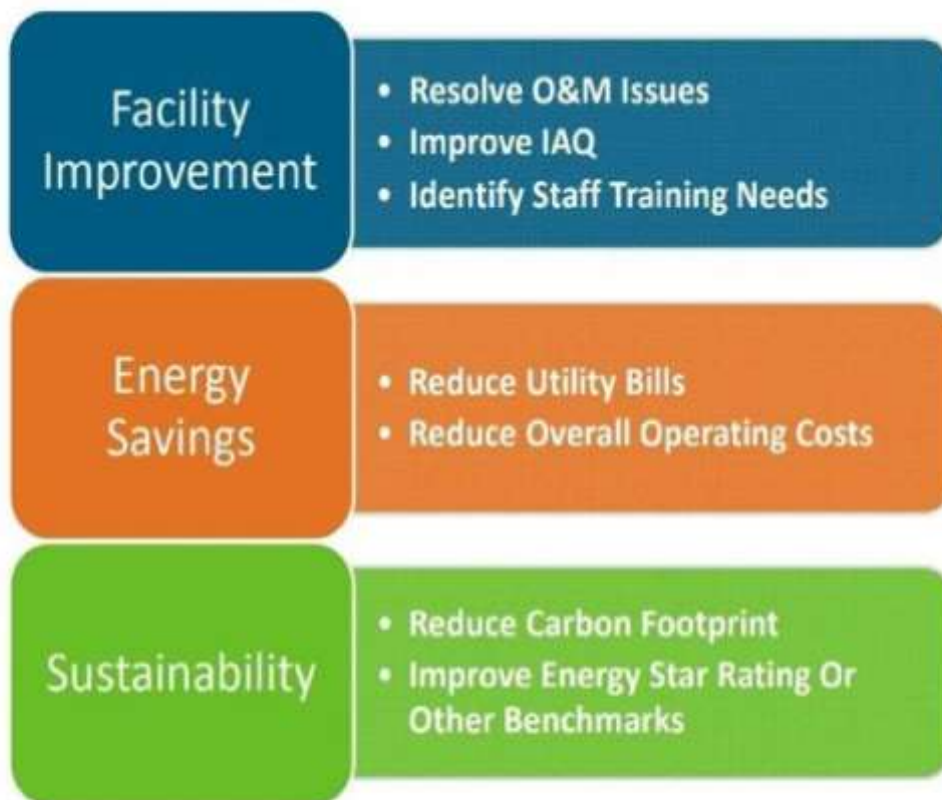 Facility
Improvement
• Resolve O&M Issues
• Improve IAQ
• Identify Staff Training Needs
Energy
Savings
• Reduce Utility Bills
• Reduce Overall Operating Costs
Sustainability
• Reduce Carbon Footprint
• Improve Energy Star Rating Or
Other Benchmarks